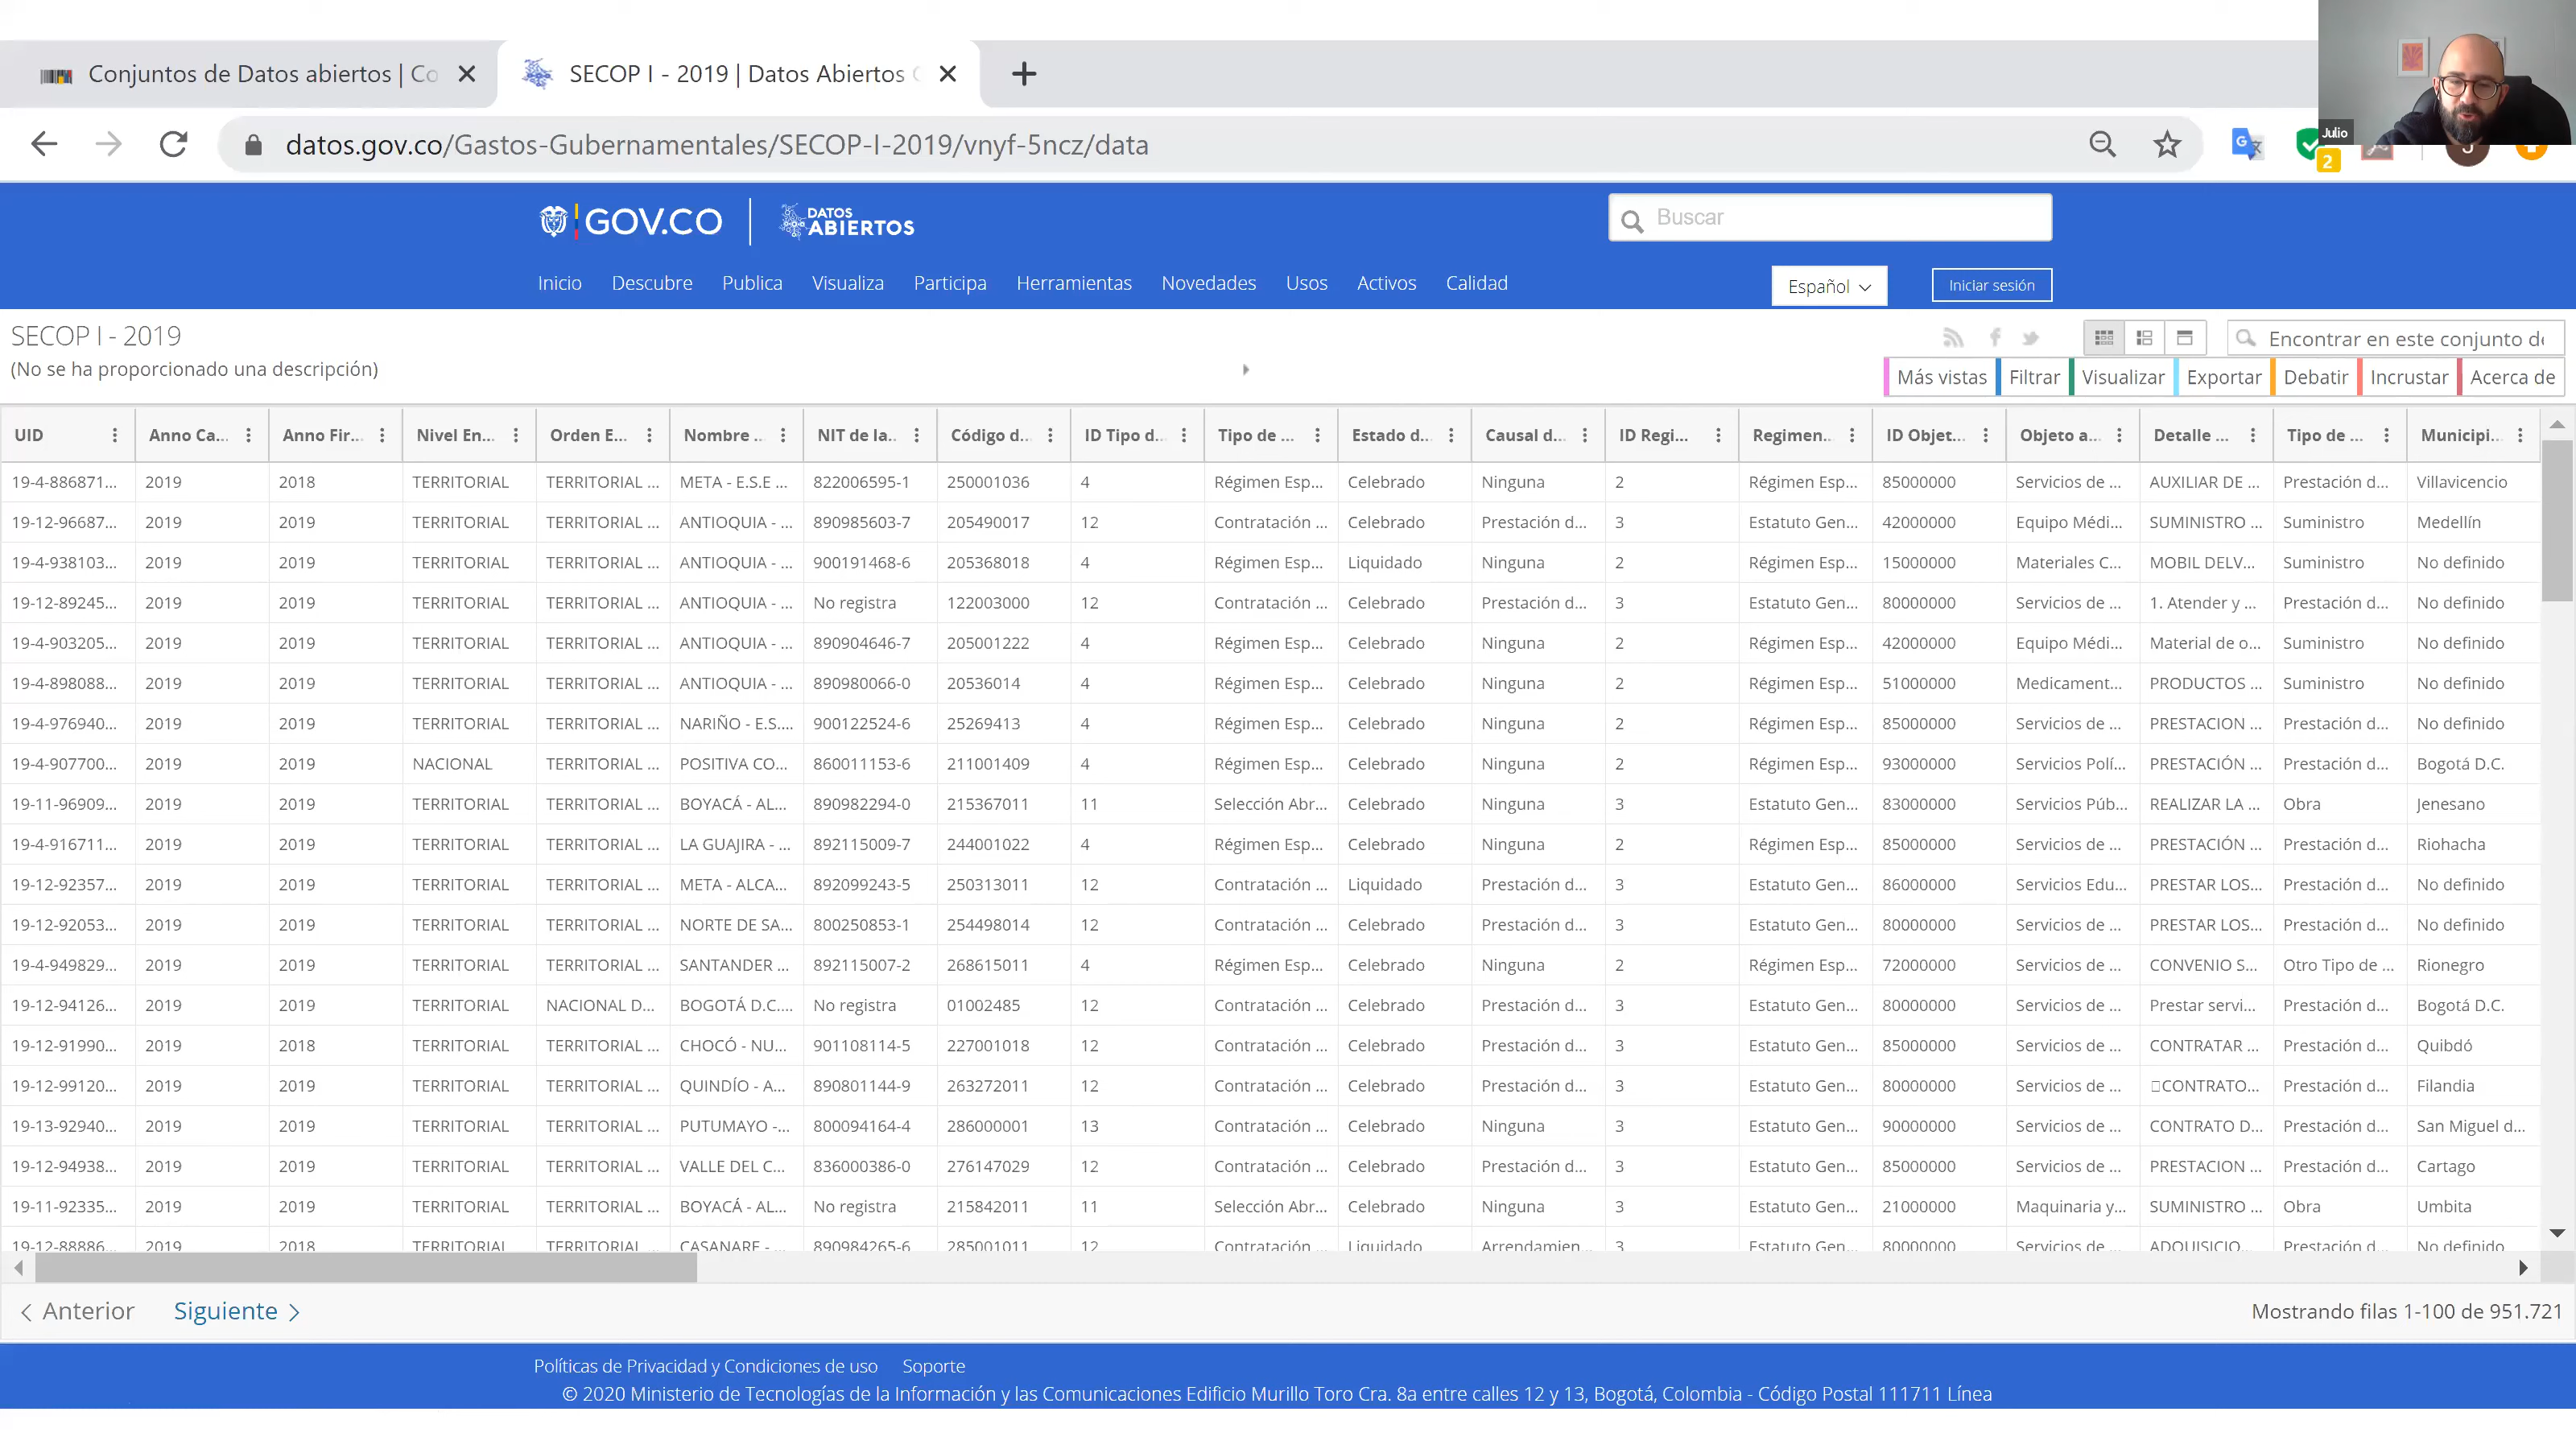 Conjuntos de Datos abiertos | Co
SECOP I - 2019 | Datos Abiertos
datos.gov.co/Gastos-Gubernamentales/SECOP-I-2019/vnyf-5ncz/data
Julio
2
GOV.CO
DATOS ABIERTOS
Buscar
Inicio Descubre Publica Visualiza Participa Herramientas Novedades Usos Activos Calidad
Español
Iniciar sesión
SECOP I - 2019
(No se ha proporcionado una descripción)
Encontrar en este conjunto de
Más vistas Filtrar Visualizar Exportar Debatir Incrustar Acerca de
UID Anno Ca... Anno Fir... Nivel En... Orden E... Nombre ... NIT de la... Código d... ID Tipo d... Tipo de ... Estado d... Causal d... ID Regi... Regimen... ID Objet... Objeto a... Detalle ... Tipo de ... Municipi...
19-4-886871... 2019 2018 TERRITORIAL TERRITORIAL ... META - E.S.E ... 822006595-1 250001036 4 Régimen Esp... Celebrado Ninguna 2 Régimen Esp... 85000000 Servicios de ... AUXILIAR DE ... Prestación d... Villavicencio
19-12-96687... 2019 2019 TERRITORIAL TERRITORIAL ... ANTIOQUIA - ... 890985603-7 205490017 12 Contratación ... Celebrado Prestación d... 3 Estatuto Gen... 42000000 Equipo Médi... SUMINISTRO ... Suministro Medellín
19-4-938103... 2019 2019 TERRITORIAL TERRITORIAL ... ANTIOQUIA - ... 900191468-6 205368018 4 Régimen Esp... Liquidado Ninguna 2 Régimen Esp... 15000000 Materiales C... MOBIL DELV... Suministro No definido
19-12-89245... 2019 2019 TERRITORIAL TERRITORIAL ... ANTIOQUIA - ... No registra 122003000 12 Contratación ... Celebrado Prestación d... 3 Estatuto Gen... 80000000 Servicios de ... 1. Atender y ... Prestación d... No definido
19-4-903205... 2019 2019 TERRITORIAL TERRITORIAL ... ANTIOQUIA - ... 890904646-7 205001222 4 Régimen Esp... Celebrado Ninguna 2 Régimen Esp... 42000000 Equipo Médi... Material de o... Suministro No definido
19-4-898088... 2019 2019 TERRITORIAL TERRITORIAL ... ANTIOQUIA - ... 890980066-0 20536014 4 Régimen Esp... Celebrado Ninguna 2 Régimen Esp... 51000000 Medicament... PRODUCTOS ... Suministro No definido
19-4-976940... 2019 2019 TERRITORIAL TERRITORIAL ... NARIÑO - E.S.... 900122524-6 25269413 4 Régimen Esp... Celebrado Ninguna 2 Régimen Esp... 85000000 Servicios de ... PRESTACION ... Prestación d... No definido
19-4-907700... 2019 2019 NACIONAL TERRITORIAL ... POSITIVA CO... 860011153-6 211001409 4 Régimen Esp... Celebrado Ninguna 2 Régimen Esp... 93000000 Servicios Polí... PRESTACIÓN ... Prestación d... Bogotá D.C.
19-11-96909... 2019 2019 TERRITORIAL TERRITORIAL ... BOYACÁ - AL... 890982294-0 215367011 11 Selección Abr... Celebrado Ninguna 3 Estatuto Gen... 83000000 Servicios Púb... REALIZAR LA ... Obra Jenesano
19-4-916711... 2019 2019 TERRITORIAL TERRITORIAL ... LA GUAJIRA - ... 892115009-7 244001022 4 Régimen Esp... Celebrado Ninguna 2 Régimen Esp... 85000000 Servicios de ... PRESTACIÓN ... Prestación d... Riohacha
19-12-92357... 2019 2019 TERRITORIAL TERRITORIAL ... META - ALCA... 892099243-5 250313011 12 Contratación ... Liquidado Prestación d... 3 Estatuto Gen... 86000000 Servicios Edu... PRESTAR LOS... Prestación d... No definido
19-12-92053... 2019 2019 TERRITORIAL TERRITORIAL ... NORTE DE SA... 800250853-1 254498014 12 Contratación ... Celebrado Prestación d... 3 Estatuto Gen... 80000000 Servicios de ... PRESTAR LOS... Prestación d... No definido
19-4-949829... 2019 2019 TERRITORIAL TERRITORIAL ... SANTANDER ... 892115007-2 268615011 4 Régimen Esp... Celebrado Ninguna 2 Régimen Esp... 72000000 Servicios de ... CONVENIO S... Otro Tipo de ... Rionegro
19-12-94126... 2019 2019 TERRITORIAL NACIONAL D... BOGOTÁ D.C.... No registra 01002485 12 Contratación ... Celebrado Prestación d... 3 Estatuto Gen... 80000000 Servicios de ... Prestar servi... Prestación d... Bogotá D.C.
19-12-91990... 2019 2018 TERRITORIAL TERRITORIAL ... CHOCÓ - NU... 901108114-5 227001018 12 Contratación ... Celebrado Prestación d... 3 Estatuto Gen... 85000000 Servicios de ... CONTRATAR ... Prestación d... Quibdó
19-12-99120... 2019 2019 TERRITORIAL TERRITORIAL ... QUINDÍO - A... 890801144-9 263272011 12 Contratación ... Celebrado Prestación d... 3 Estatuto Gen... 80000000 Servicios de ... CONTRATO... Prestación d... Filandia
19-13-92940... 2019 2019 TERRITORIAL TERRITORIAL ... PUTUMAYO -... 800094164-4 286000001 13 Contratación ... Celebrado Ninguna 3 Estatuto Gen... 90000000 Servicios de ... CONTRATO D... Prestación d... San Miguel d...
19-12-94938... 2019 2019 TERRITORIAL TERRITORIAL ... VALLE DEL C... 836000386-0 276147029 12 Contratación ... Celebrado Prestación d... 3 Estatuto Gen... 85000000 Servicios de ... PRESTACION ... Prestación d... Cartago
19-11-92335... 2019 2019 TERRITORIAL TERRITORIAL ... BOYACÁ - AL... No registra 215842011 11 Selección Abr... Celebrado Ninguna 3 Estatuto Gen... 21000000 Maquinaria y... SUMINISTRO ... Obra Umbita
19-12-88886... 2019 2018 TERRITORIAL TERRITORIAL ... CASANARE - ... 890984265-6 285001011 12 Contratación ... Liquidado Arrendamien... 3 Estatuto Gen... 80000000 Servicios de ... ADQUISICIO... Prestación d... No definido
Anterior Siguiente
Mostrando filas 1-100 de 951.721
Políticas de Privacidad y Condiciones de uso Soporte
© 2020 Ministerio de Tecnologías de la Información y las Comunicaciones Edificio Murillo Toro Cra. 8a entre calles 12 y 13, Bogotá, Colombia - Código Postal 111711 Línea